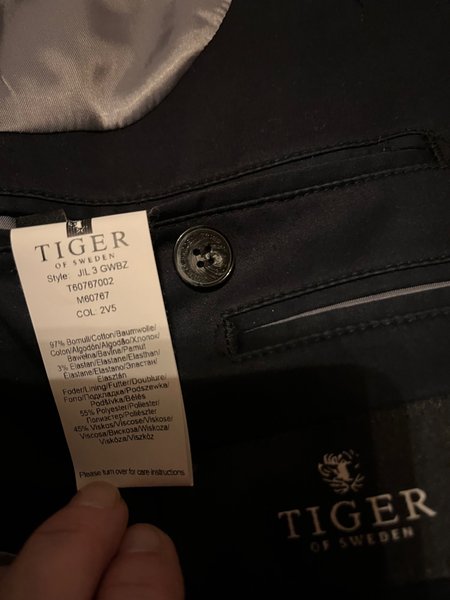 TIGER
OF SWEDEN
Style JIL 3 GWBZ
T60767002
M60767
COL. 2V5
97% Bomull/Cotton/Baumwolle/
Coton/Algodón/Algodão/Хлопок/
Bawełna/Bavlna/Pamut
3% Elastan/Elastane/Elasthan/
Elastane/Elastano/Эластан/
Elasztán
Foder/Lining/Futter/Doublure/
Forro/Подкладка/Podszewka/
Podšívka/Bélés
55% Polyester/Poliester/
Полиэстер/Polyészter
45% Viskos/Viscose/Viskose/
Viscosa/Вискоза/Wiskoza/
Viskóza/Viszkóz
Please turn over for care instructions
TIGER
OF SWEDEN